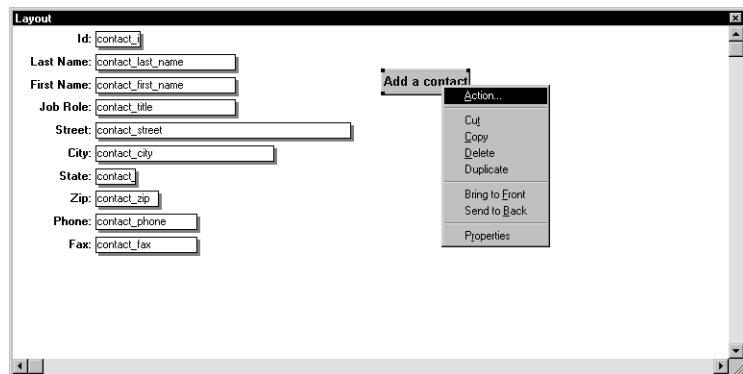 Layout
Id: contact_i
Last Name: contact_last_name
First Name: contact_first_name
Job Role: contact_title
Street: contact_street
City: contact_city
State: contact_
Zip: contact_zip
Phone: contact_phone
Fax: contact_fax
Add a contact
Action...
Cut
Copy
Delete
Duplicate
Bring to Front
Send to Back
Properties